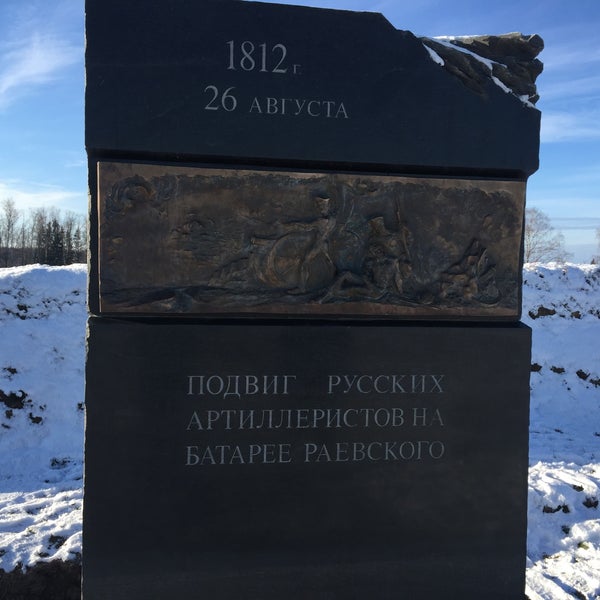 1812 г.
26 АВГУСТА
ПОДВИГ РУССКИХ
АРТИЛЛЕРИСТОВ НА
БАТАРЕЕ РАЕВСКОГО